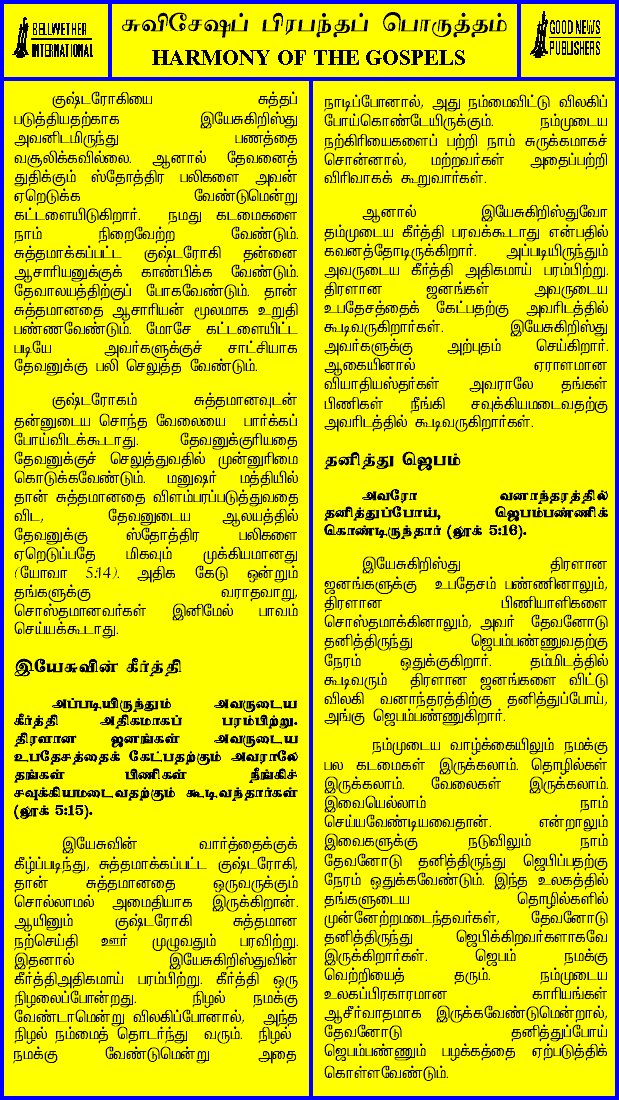 BELLWETHER
INTERNATIONAL
சுவிசேஷப் பிரபந்தப் பொருத்தம்
HARMONY OF THE GOSPELS
GOOD NEWS
PUBLISHERS
குஷ்டரோகியை சுத்தப்
படுத்தியதற்காக இயேசுகிறிஸ்து
அவனிடமிருந்து பணத்தை
வசூலிக்கவில்லை. ஆனால் தேவனைத்
துதிக்கும் ஸ்தோத்திர பலிகளை அவன்
ஏறெடுக்க வேண்டுமென்று
கட்டளையிடுகிறார். நமது கடமைகளை
நாம் நிறைவேற்ற வேண்டும்.
சுத்தமாக்கப்பட்ட குஷ்டரோகி தன்னை
ஆசாரியனுக்குக் காண்பிக்க வேண்டும்.
தேவாலயத்திற்குப் போகவேண்டும். தான்
சுத்தமானதை ஆசாரியன் மூலமாக உறுதி
பண்ணவேண்டும். மோசே கட்டளையிட்ட
படியே அவர்களுக்குச் சாட்சியாக
தேவனுக்கு பலி செலுத்த வேண்டும்.
குஷ்டரோகம் சுத்தமானவுடன்
தன்னுடைய சொந்த வேலையை பார்க்கப்
போய்விடக்கூடாது. தேவனுக்குரியதை
தேவனுக்குச் செலுத்துவதில் முன்னுரிமை
கொடுக்கவேண்டும். மனுஷர் மத்தியில்
தான் சுத்தமானதை விளம்பரப்படுத்துவதை
விட, தேவனுடைய ஆலயத்தில்
தேவனுக்கு ஸ்தோத்திர பலிகளை
ஏறெடுப்பதே மிகவும் முக்கியமானது
(யோவா 5:14). அதிக கேடு ஒன்றும்
தங்களுக்கு வராதவாறு,
சொஸ்தமானவர்கள் இனிமேல் பாவம்
செய்யக்கூடாது.
இயேசுவின் கீர்த்தி
அப்படியிருந்தும் அவருடைய
கீர்த்தி அதிகமாகப் பரம்பிற்று.
திரளான ஜனங்கள் அவருடைய
உபதேசத்தைக் கேட்பதற்கும் அவராலே
தங்கள் பிணிகள் நீங்கிச்
சவுக்கியமடைவதற்கும் கூடிவந்தார்கள்
(லூக் 5:15).
இயேசுவின் வார்த்தைக்குக்
கீழ்ப்படிந்து, சுத்தமாக்கப்பட்ட குஷ்டரோகி,
தான் சுத்தமானதை ஒருவருக்கும்
சொல்லாமல் அமைதியாக இருக்கிறான்.
ஆயினும் குஷ்டரோகி சுத்தமான
நற்செய்தி ஊர் முழுவதும் பரவிற்று.
இதனால் இயேசுகிறிஸ்துவின்
கீர்த்திஅதிகமாய் பரம்பிற்று. கீர்த்தி ஒரு
நிழலைப்போன்றது. நிழல் நமக்கு
வேண்டாமென்று விலகிப்போனால், அந்த
நிழல் நம்மைத் தொடர்ந்து வரும். நிழல்
நமக்கு வேண்டுமென்று அதை
நாடிப்போனால், அது நம்மைவிட்டு விலகிப்
போய்கொண்டேயிருக்கும். நம்முடைய
நற்கிரியைகளைப் பற்றி நாம் சுருக்கமாகச்
சொன்னால், மற்றவர்கள் அதைப்பற்றி
விரிவாகக் கூறுவார்கள்.
ஆனால் இயேசுகிறிஸ்துவோ
தம்முடைய கீர்த்தி பரவக்கூடாது என்பதில்
கவனத்தோடிருக்கிறார். அப்படியிருந்தும்
அவருடைய கீர்த்தி அதிகமாய் பரம்பிற்று.
திரளான ஜனங்கள் அவருடைய
உபதேசத்தைக் கேட்பதற்கு அவரிடத்தில்
கூடிவருகிறார்கள். இயேசுகிறிஸ்து
அவர்களுக்கு அற்புதம் செய்கிறார்.
ஆகையினால் ஏராளமான
வியாதியஸ்தர்கள் அவராலே தங்கள்
பிணிகள் நீங்கி சவுக்கியமடைவதற்கு
அவரிடத்தில் கூடிவருகிறார்கள்.
தனித்து ஜெபம்
அவரோ வனாந்தரத்தில்
தனித்துப்போய், ஜெபம்பண்ணிக்
கொண்டிருந்தார் (லூக் 5:16).
இயேசுகிறிஸ்து திரளான
ஜனங்களுக்கு உபதேசம் பண்ணினாலும்,
திரளான பிணியாளிகளை
சொஸ்தமாக்கினாலும், அவர் தேவனோடு
தனித்திருந்து ஜெபம்பண்ணுவதற்கு
நேரம் ஒதுக்குகிறார். தம்மிடத்தில்
கூடிவரும் திரளான ஜனங்களை விட்டு
விலகி வனாந்தரத்திற்கு தனித்துப்போய்,
அங்கு ஜெபம்பண்ணுகிறார்.
நம்முடைய வாழ்க்கையிலும் நமக்கு
பல கடமைகள் இருக்கலாம். தொழில்கள்
இருக்கலாம். வேலைகள் இருக்கலாம்.
இவையெல்லாம் நாம்
செய்யவேண்டியவைதான். என்றாலும்
இவைகளுக்கு நடுவிலும் நாம்
தேவனோடு தனித்திருந்து ஜெபிப்பதற்கு
நேரம் ஒதுக்கவேண்டும். இந்த உலகத்தில்
தங்களுடைய தொழில்களில்
முன்னேற்றமடைந்தவர்கள், தேவனோடு
தனித்திருந்து ஜெபிக்கிறவர்களாகவே
இருக்கிறார்கள். ஜெபம் நமக்கு
வெற்றியைத் தரும். நம்முடைய
உலகப்பிரகாரமான காரியங்கள்
ஆசீர்வாதமாக இருக்கவேண்டுமென்றால்,
தேவனோடு தனித்துப்போய்
ஜெபம்பண்ணும் பழக்கத்தை ஏற்படுத்திக்
கொள்ளவேண்டும்.